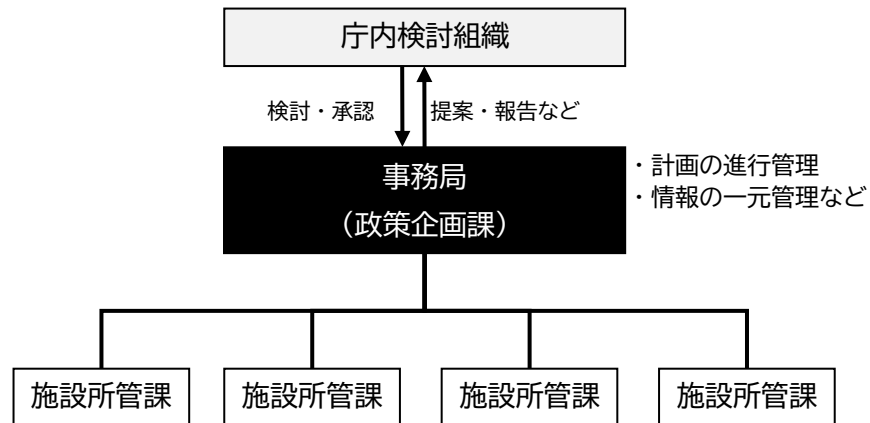 庁内検討組織
検討・承認
提案・報告など
事務局
（政策企画課）
・計画の進行管理
・情報の一元管理など
施設所管課
施設所管課
施設所管課
施設所管課